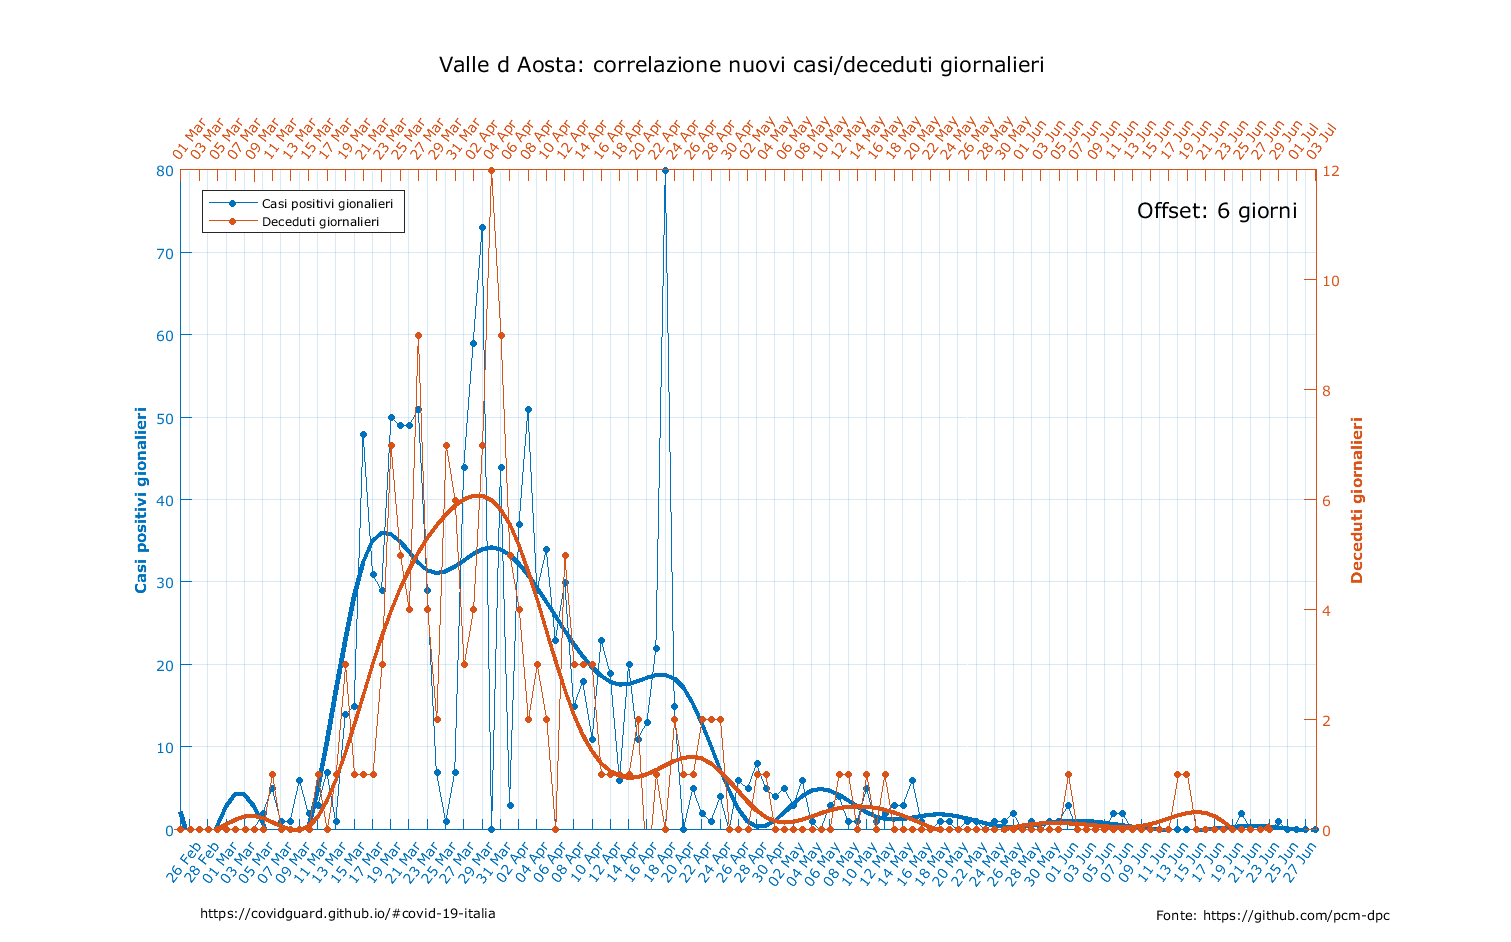 Valle d Aosta: correlazione nuovi casi/deceduti giornalieri
01 Mar 03 Mar 05 Mar 07 Mar 09 Mar 11 Mar 13 Mar 15 Mar 17 Mar 19 Mar 21 Mar 23 Mar 25 Mar 27 Mar 29 Mar 31 Mar 02 Apr 04 Apr 06 Apr 08 Apr 10 Apr 12 Apr 14 Apr 16 Apr 18 Apr 20 Apr 22 Apr 24 Apr 26 Apr 28 Apr 30 Apr 02 May 04 May 06 May 08 May 10 May 12 May 14 May 16 May 18 May 20 May 22 May 24 May 26 May 28 May 30 May 01 Jun 03 Jun 05 Jun 07 Jun 09 Jun 11 Jun 13 Jun 15 Jun 17 Jun 19 Jun 21 Jun 23 Jun 25 Jun 27 Jun 29 Jun 01 Jul 03 Jul
Casi positivi gionalieri
Deceduti giornalieri
Offset: 6 giorni
80
70
60
50
40
30
20
10
0
Casi positivi gionalieri
12
10
8
6
4
2
0
Deceduti giornalieri
26 Feb 28 Feb 01 Mar 03 Mar 05 Mar 07 Mar 09 Mar 11 Mar 13 Mar 15 Mar 17 Mar 19 Mar 21 Mar 23 Mar 25 Mar 27 Mar 29 Mar 31 Mar 02 Apr 04 Apr 06 Apr 08 Apr 10 Apr 12 Apr 14 Apr 16 Apr 18 Apr 20 Apr 22 Apr 24 Apr 26 Apr 28 Apr 30 Apr 02 May 04 May 06 May 08 May 10 May 12 May 14 May 16 May 18 May 20 May 22 May 24 May 26 May 28 May 30 May 01 Jun 03 Jun 05 Jun 07 Jun 09 Jun 11 Jun 13 Jun 15 Jun 17 Jun 19 Jun 21 Jun 23 Jun 25 Jun 27 Jun
https://covidguard.github.io/#covid-19-italia
Fonte: https://github.com/pcm-dpc